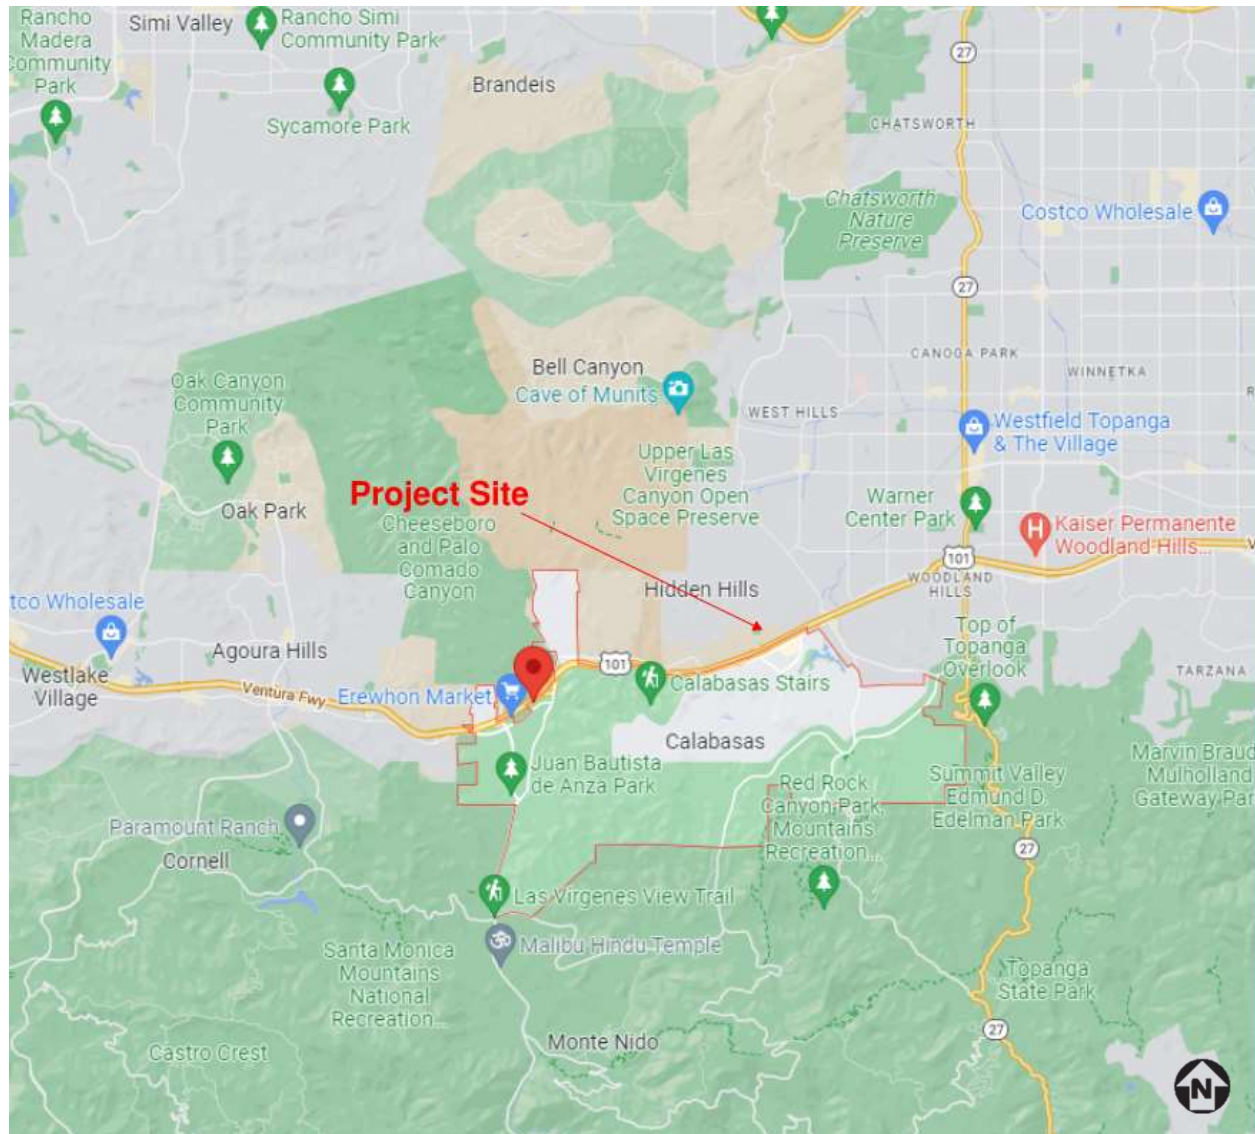 Rancho
Madera
Community
Park
Simi Valley
Rancho Simi
Community Park
Sycamore Park
Brandeis
27
CHATSWORTH
Chatsworth
Nature
Preserve
Costco Wholesale
27
CANOGA PARK
WINNETKA
R
Bell Canyon
Cave of Munits
WEST HILLS
Westfield Topanga
& The Village
Oak Canyon
Community
Park
Oak Park
Project Site
Upper Las
Virgenes
Canyon Open
Space Preserve
Warner
Center Park
Cheeseboro
and Palo
Comado
Canyon
H
Kaiser Permanente
Woodland Hills...
V
101
WOODLAND
HILLS
Hidden Hills
tco Wholesale
Agoura Hills
Westlake
Village
Ventura Fwy
Erewhon Market
101
Calabasas Stairs
Top of
Topanga
Overlook
TARZANA
Calabasas
Juan Bautista
de Anza Park
Red Rock
Canyon Park,
Mountains
Recreation...
Summit Valley
Edmund D.
Edelman Park
Marvin Braud
Mulholland
Gateway Par
Paramount Ranch
Cornell
27
Las Virgenes View Trail
Malibu Hindu Temple
Santa Monica
Mountains
National
Recreation...
Topanga
State Park
27
Monte Nido
Castro Crest
N